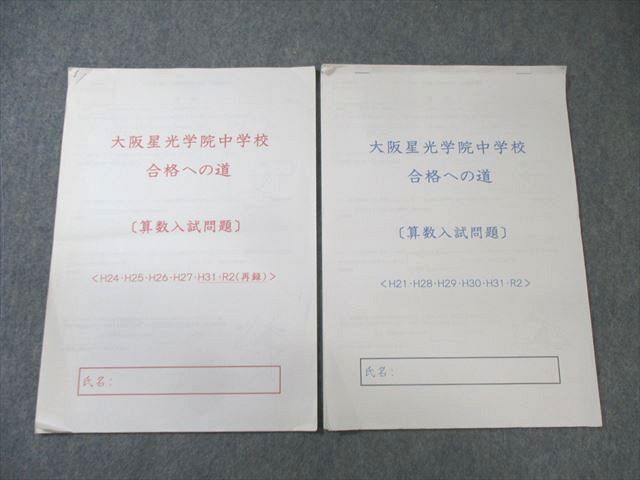 大阪星光学院中学校
合格への道
〔算数入試問題〕
<H24・H25・H26・H27・H31・R2(再録)>
氏名:
大阪星光学院中学校
合格への道
〔算数入試問題〕
<H21・H28・H29・H30・H31・R2>
氏名: